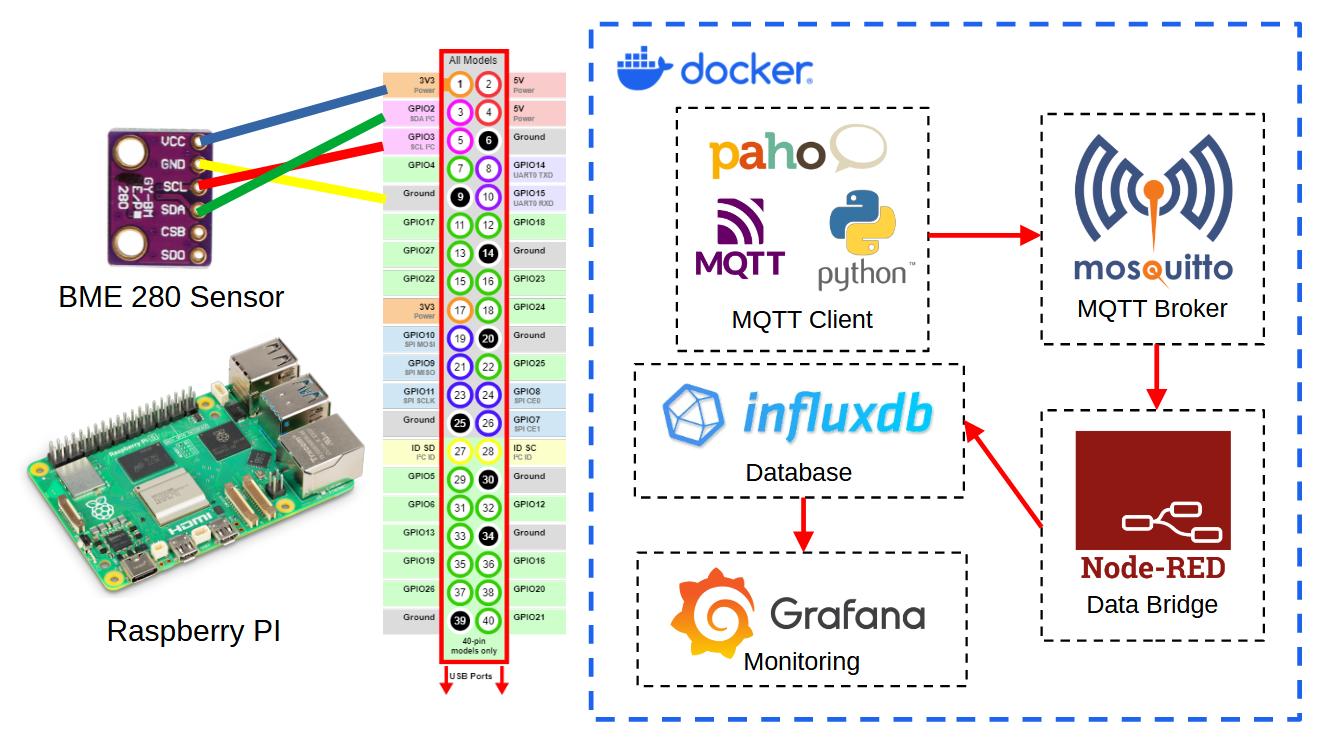 BME 280 Sensor
VCC
GND
SCL
SDA
CSB
SDO
GY-BM
E/P
280
Raspberry PI
HDMI
All Models
3V3
Power
1 2
5V
Power
GPIO2
SDA I²C
3 4
5V
Power
GPIO3
SCL I²C
5 6
Ground
GPIO4
7 8
GPIO14
UART0 TXD
Ground
9 10
GPIO15
UART0 RXD
GPIO17
11 12
GPIO18
GPIO27
13 14
Ground
GPIO22
15 16
GPIO23
3V3
Power
17 18
GPIO24
GPIO10
SPI MOSI
19 20
Ground
GPIO9
SPI MISO
21 22
GPIO25
GPIO11
SPI SCLK
23 24
GPIO8
SPI CE0
Ground
25 26
GPIO7
SPI CE1
ID SD
I²C ID
27 28
ID SC
I²C ID
GPIO5
29 30
Ground
GPIO6
31 32
GPIO12
GPIO13
33 34
Ground
GPIO19
35 36
GPIO16
GPIO26
37 38
GPIO20
Ground
39 40
GPIO21
40-pin
models only
USB Ports
docker®
paho
MQTT
python™
MQTT Client
mosquitto
MQTT Broker
influxdb
Database
Node-RED
Data Bridge
Grafana
Monitoring